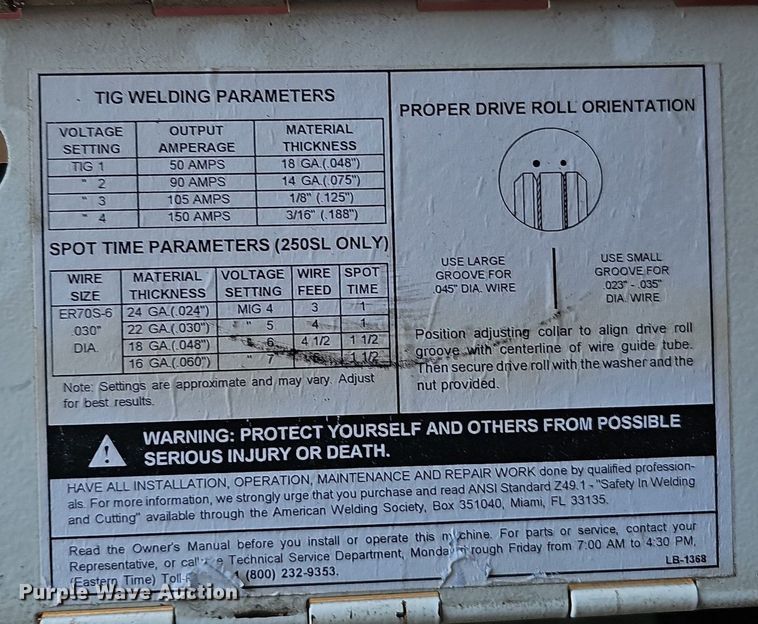 TIG WELDING PARAMETERS
VOLTAGE SETTING OUTPUT AMPERAGE MATERIAL THICKNESS
TIG 1 50 AMPS 18 GA.(.048")
" 2 90 AMPS 14 GA.(.075")
" 3 105 AMPS 1/8" (.125")
" 4 150 AMPS 3/16" (.188")
SPOT TIME PARAMETERS (250SL ONLY)
WIRE SIZE MATERIAL THICKNESS VOLTAGE SETTING WIRE FEED SPOT TIME
ER70S-6 24 GA.(.024") MIG 4 3 1
.030" 22 GA.(.030") " 5 4 1
DIA. 18 GA.(.048") " 6 4 1/2 1 1/2
16 GA.(.060") " 7 1 1/2
Note: Settings are approximate and may vary. Adjust
for best results.
PROPER DRIVE ROLL ORIENTATION
USE LARGE
GROOVE FOR
.045" DIA. WIRE
USE SMALL
GROOVE FOR
.023" - .035"
DIA. WIRE
Position adjusting collar to align drive roll
groove with centerline of wire guide tube.
Then secure drive roll with the washer and the
nut provided.
WARNING: PROTECT YOURSELF AND OTHERS FROM POSSIBLE
SERIOUS INJURY OR DEATH.
HAVE ALL INSTALLATION, OPERATION, MAINTENANCE AND REPAIR WORK done by qualified profession-
als. For more information, we strongly urge that you purchase and read ANSI Standard Z49.1 - "Safety In Welding
and Cutting" available through the American Welding Society, Box 351040, Miami, FL 33135.
Read the Owner's Manual before you install or operate this machine. For parts or service, contact your
Representative, or call Technical Service Department, Monday through Friday from 7:00 AM to 4:30 PM,
(Eastern Time) (800) 232-9353.
LB-1368
Purple Wave Auction